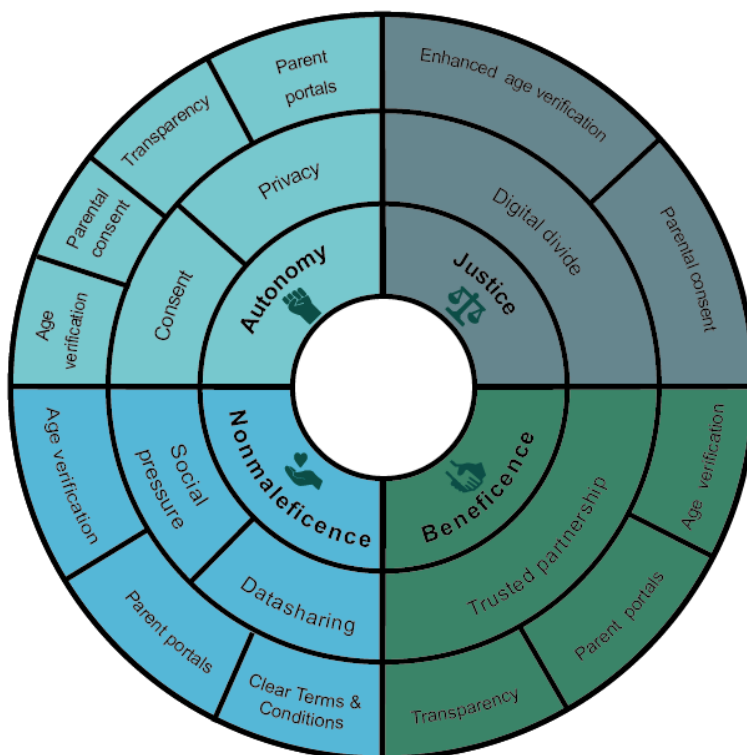 Parent
portals
Transparency
Parental
consent
Age
verification
Privacy
Consent
Autonomy
Enhanced age verification
Parental consent
Digital divide
Justice
Age verification
Parent portals
Clear Terms &
Conditions
Social
pressure
Datasharing
Nonmaleficence
Age verification
Parent portals
Transparency
Trusted partnership
Beneficence